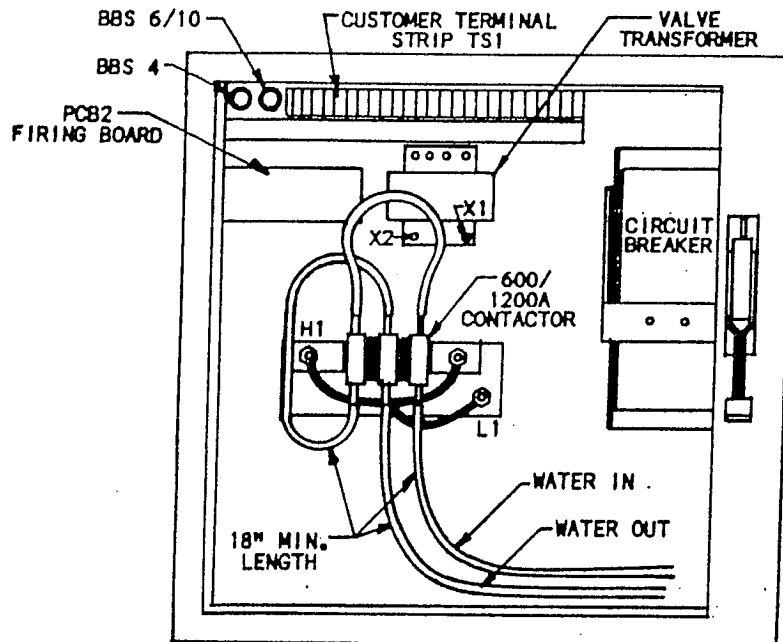 BBS 6/10
CUSTOMER TERMINAL
STRIP TS1
VALVE
TRANSFORMER
BBS 4
PCB2
FIRING BOARD
X1
X2
CIRCUIT
BREAKER
600/
1200A
CONTACTOR
H1
L1
WATER IN
18" MIN.
LENGTH
WATER OUT